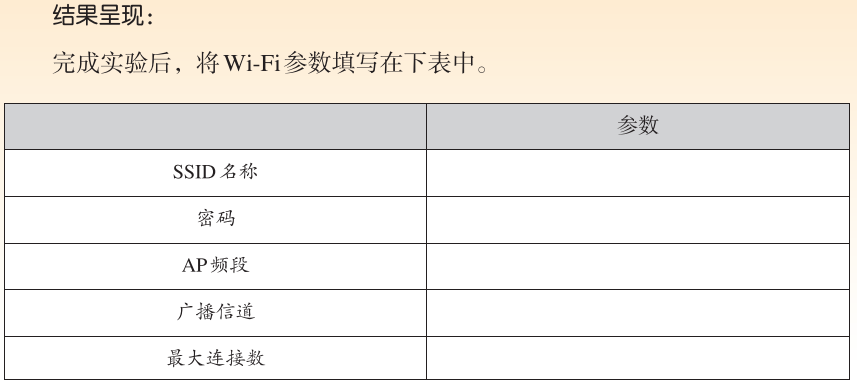 结果呈现：
完成实验后，将Wi-Fi参数填写在下表中。
参数
SSID名称
密码
AP频段
广播信道
最大连接数